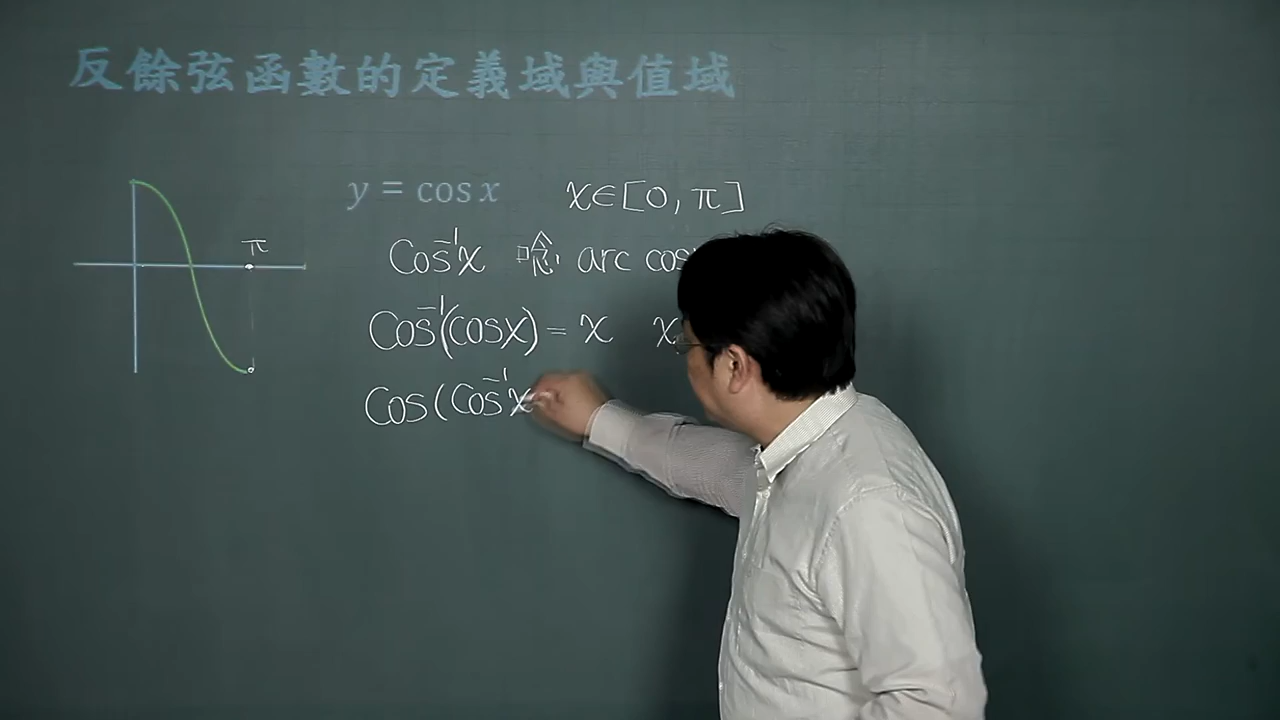 反餘弦函數的定義域與值域
y = cos x x∈[0, π]
π
Cos⁻¹x 唸 arc cos
Cos⁻¹(cosx) = x x
Cos(Cos⁻¹x